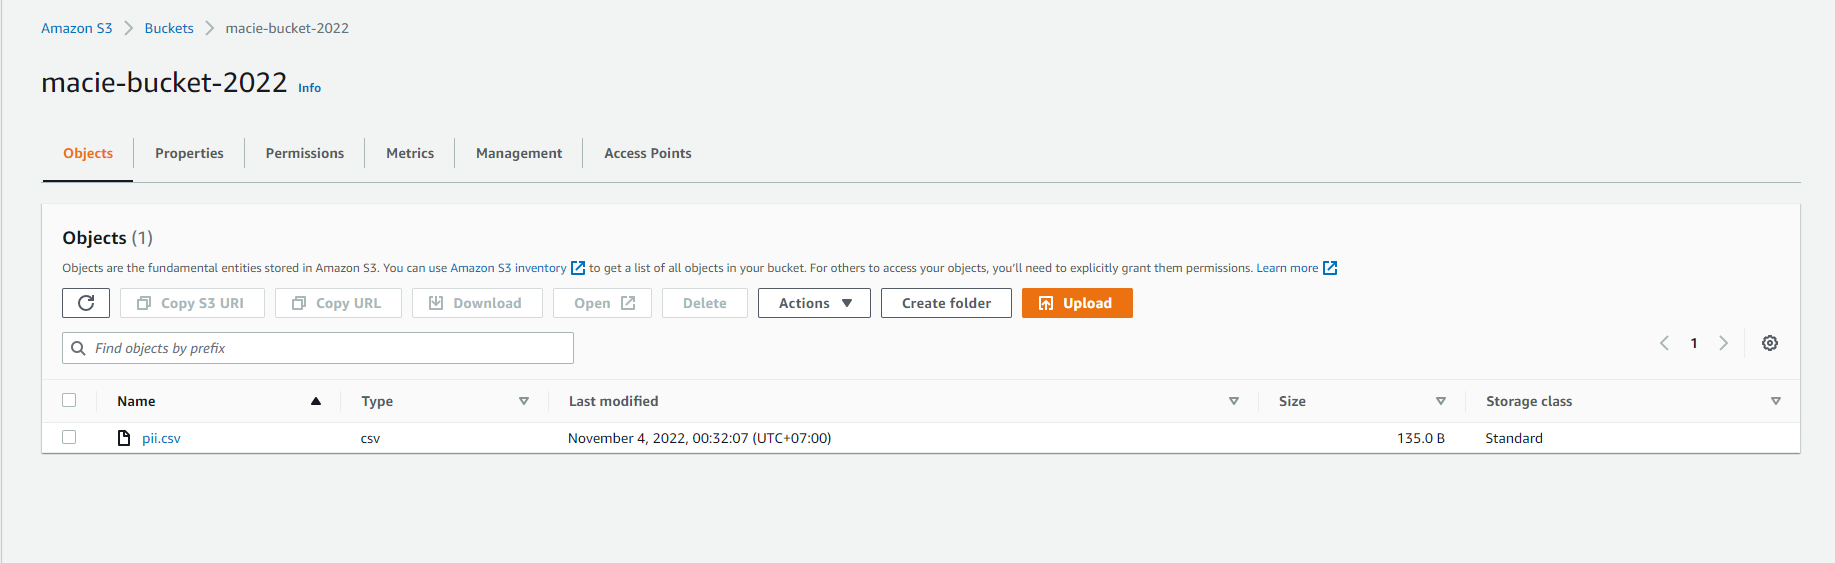 Amazon S3 > Buckets > macie-bucket-2022
macie-bucket-2022 Info
Objects Properties Permissions Metrics Management Access Points
Objects (1)
Objects are the fundamental entities stored in Amazon S3. You can use Amazon S3 inventory to get a list of all objects in your bucket. For others to access your objects, you'll need to explicitly grant them permissions. Learn more
Copy S3 URI Copy URL Download Open Delete Actions Create folder Upload
Find objects by prefix
1
Name Type Last modified Size Storage class
pii.csv csv November 4, 2022, 00:32:07 (UTC+07:00) 135.0 B Standard